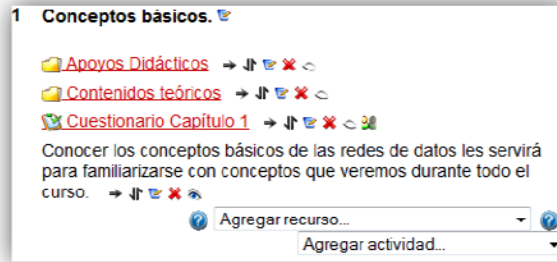 1 Conceptos básicos.
Apoyos Didácticos
Contenidos teóricos
Cuestionario Capítulo 1
Conocer los conceptos básicos de las redes de datos les servirá
para familiarizarse con conceptos que veremos durante todo el
curso.
Agregar recurso...
Agregar actividad...